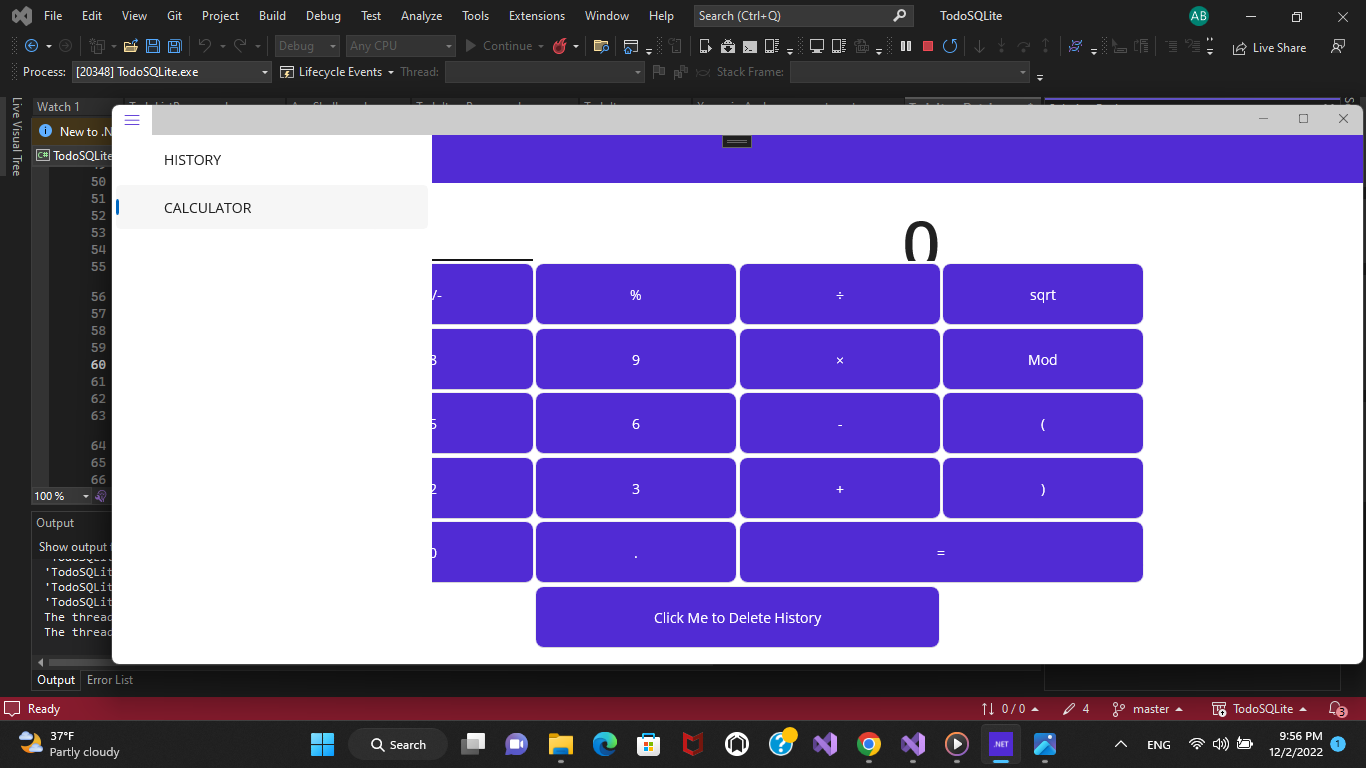 File Edit View Git Project Build Debug Test Analyze Tools Extensions Window Help Search (Ctrl+Q) TodoSQLite AB
Debug Any CPU Continue Live Share
Process: [20348] TodoSQLite.exe Lifecycle Events Thread: Stack Frame:
Live Visual Tree
Watch 1
New to .N
C# TodoSQLite
HISTORY
CALCULATOR
0
/-
%
÷
sqrt
9
×
Mod
6
-
(
2
3
+
)
.
=
Click Me to Delete History
50
51
52
53
54
55
56
57
58
59
60
61
62
63
64
65
66
100 %
Output
Show output
'TodoSQLit
'TodoSQLit
'TodoSQLit
'TodoSQLit
The thread
The thread
Output Error List
Ready 0 / 0 4 master TodoSQLite 3
37°F
Partly cloudy
Search
.NET
ENG
9:56 PM
12/2/2022
1